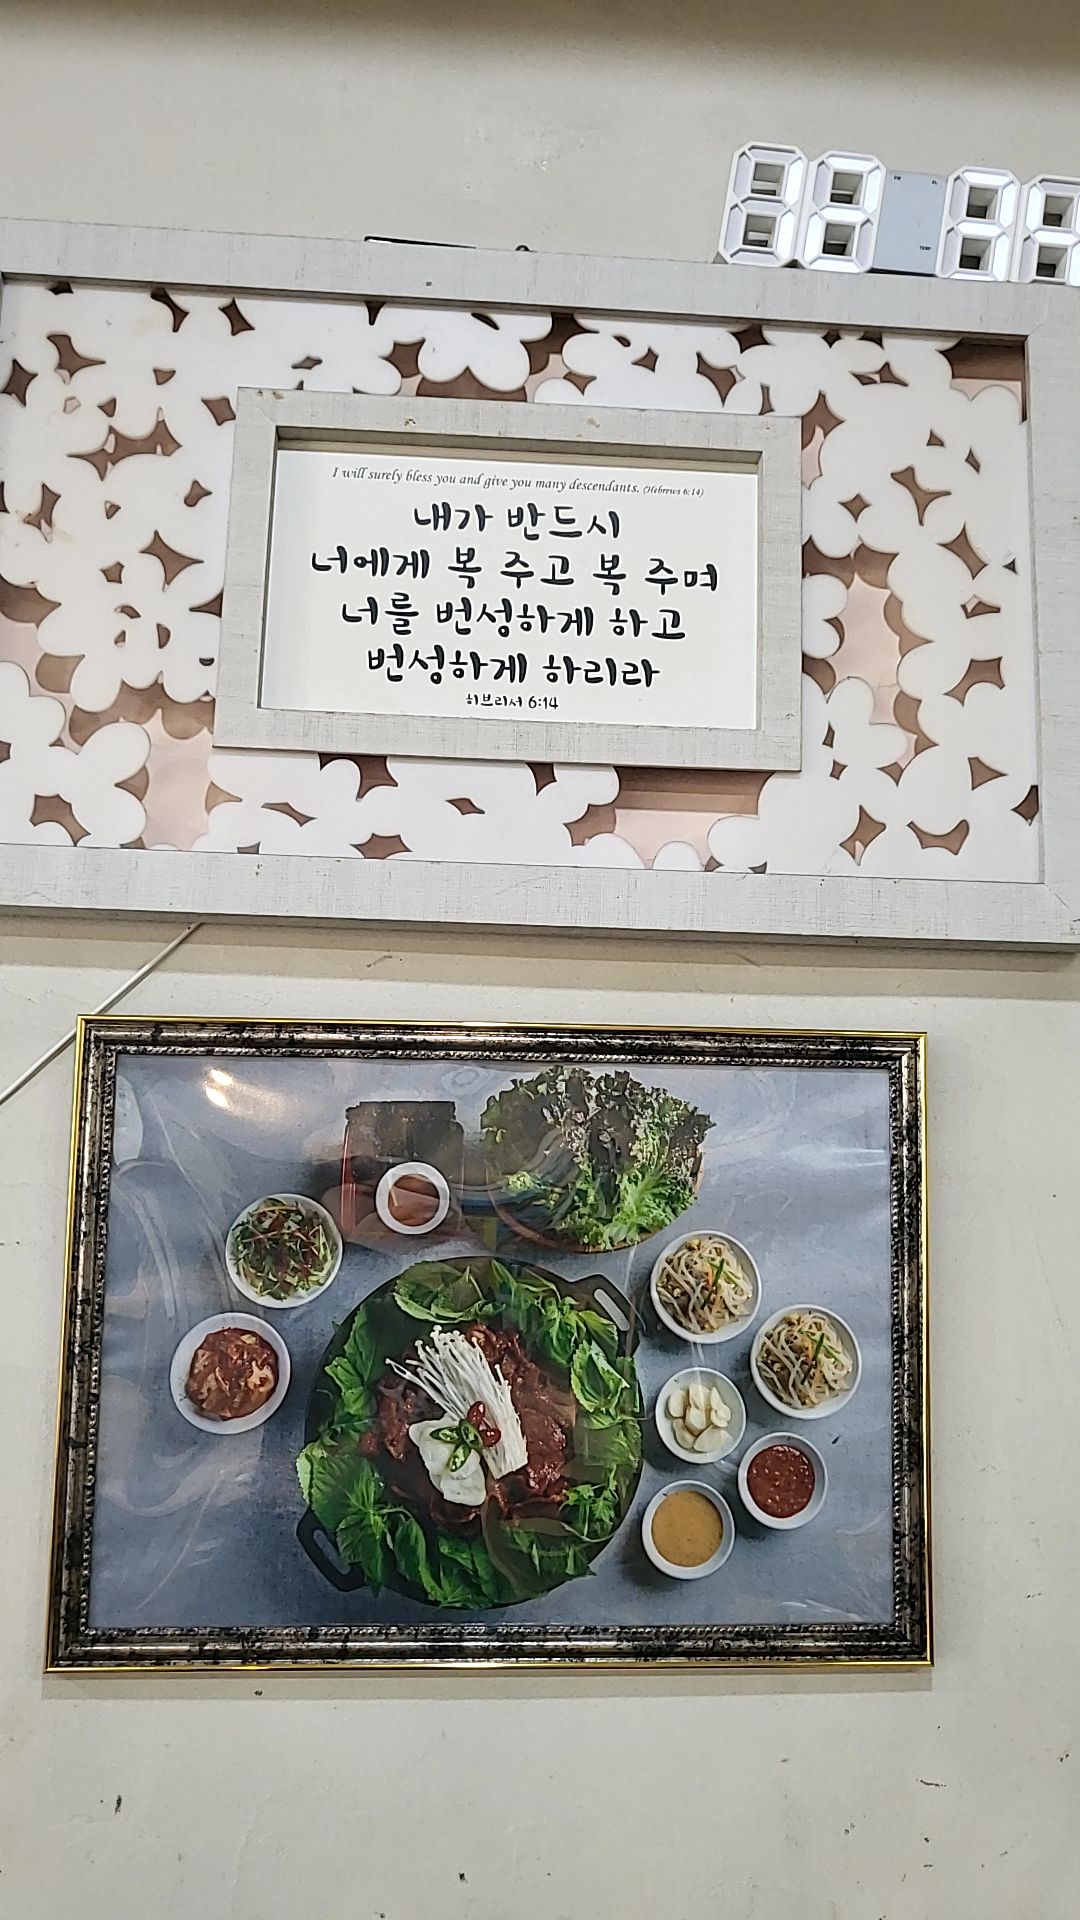 I will surely bless you and give you many descendants. (Hebrews 6:14)
내가 반드시
너에게 복 주고 복 주며
너를 번성하게 하고
번성하게 하리라
히브리서 6:14